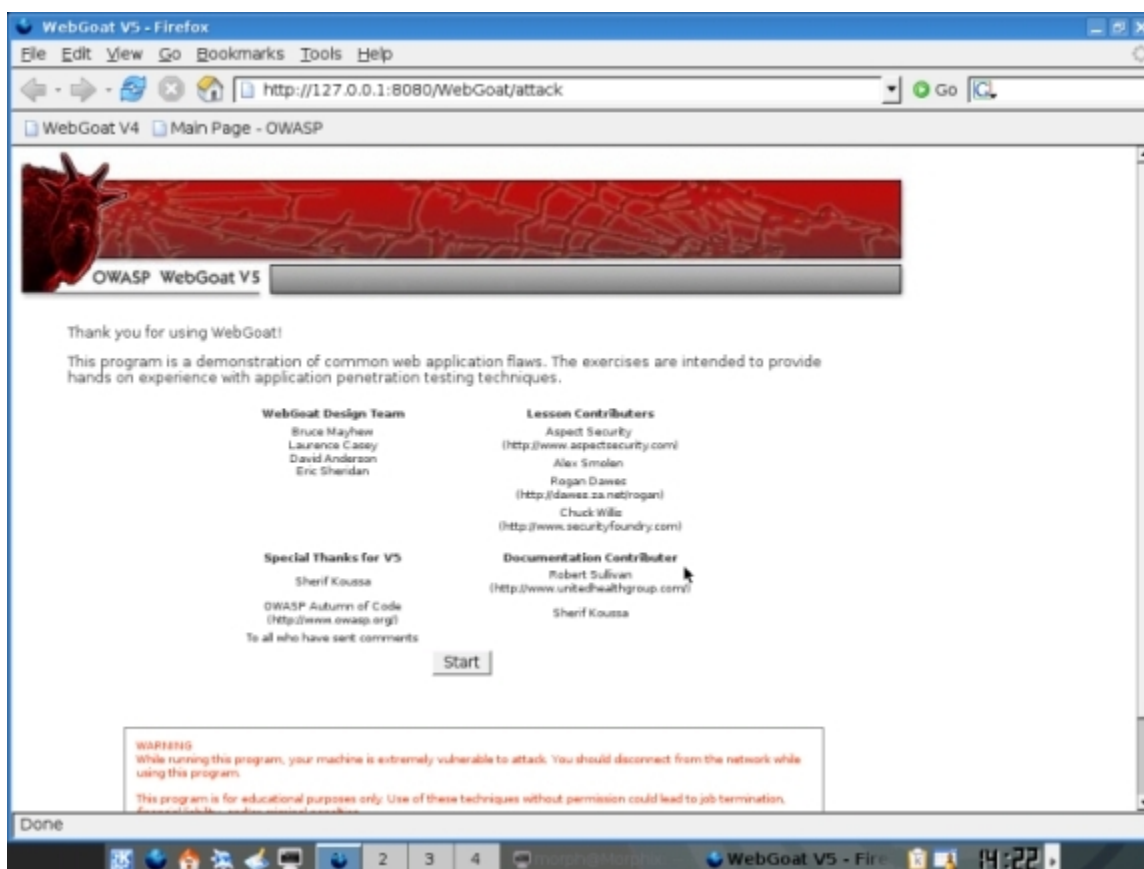 WebGoat V5 - Firefox
File Edit View Go Bookmarks Tools Help
http://127.0.0.1:8080/WebGoat/attack
Go
WebGoat V4 Main Page - OWASP
OWASP WebGoat V5
Thank you for using WebGoat!
This program is a demonstration of common web application flaws. The exercises are intended to provide
hands on experience with application penetration testing techniques.
WebGoat Design Team
Bruce Mayhew
Laurence Casey
David Anderson
Eric Sheridan
Lesson Contributers
Aspect Security
(http://www.aspectsecurity.com)
Alex Smolen
Rogan Dawes
(http://dawes.za.net/rogan)
Chuck Willis
(http://www.securityfoundry.com)
Special Thanks for V5
Sherif Koussa
OWASP Autumn of Code
(http://www.owasp.org/)
To all who have sent comments
Documentation Contributer
Robert Sullivan
(http://www.unitedhealthgroup.com/)
Sherif Koussa
Start
WARNING
While running this program, your machine is extremely vulnerable to attack. You should disconnect from the network while
using this program.
This program is for educational purposes only. Use of these techniques without permission could lead to job termination,
Done
2 3 4
WebGoat V5 - Fire
14:22